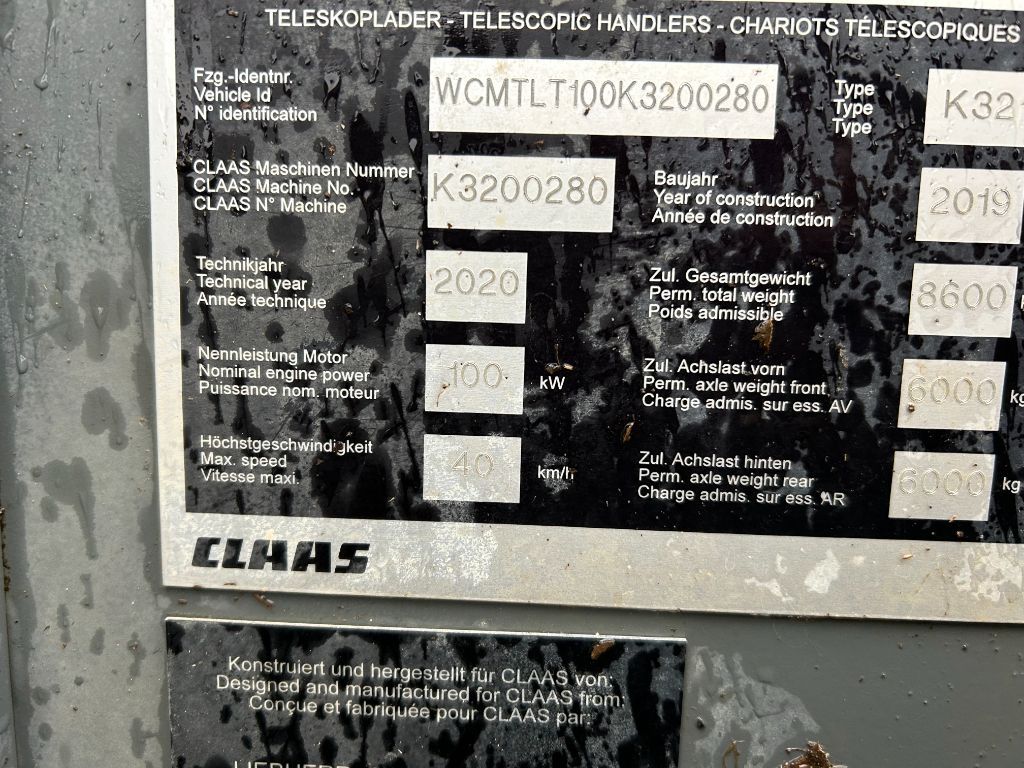 TELESKOPLADER - TELESCOPIC HANDLERS - CHARIOTS TÉLESCOPIQUES
Fzg.-Identnr.
Vehicle Id
N° identification
WCMTLT100K3200280
Type
Type
Type
K32
CLAAS Maschinen Nummer
CLAAS Machine No.
CLAAS N° Machine
K3200280
Baujahr
Year of construction
Année de construction
2019
Technikjahr
Technical year
Année technique
2020
Zul. Gesamtgewicht
Perm. total weight
Poids admissible
8600
Nennleistung Motor
Nominal engine power
Puissance nom. moteur
100 kW
Zul. Achslast vorn
Perm. axle weight front
Charge admis. sur ess. AV
6000 kg
Höchstgeschwindigkeit
Max. speed
Vitesse maxi.
40 km/h
Zul. Achslast hinten
Perm. axle weight rear
Charge admis. sur ess. AR
6000 kg
CLAAS
Konstruiert und hergestellt für CLAAS von:
Designed and manufactured for CLAAS from:
Conçue et fabriquée pour CLAAS par: